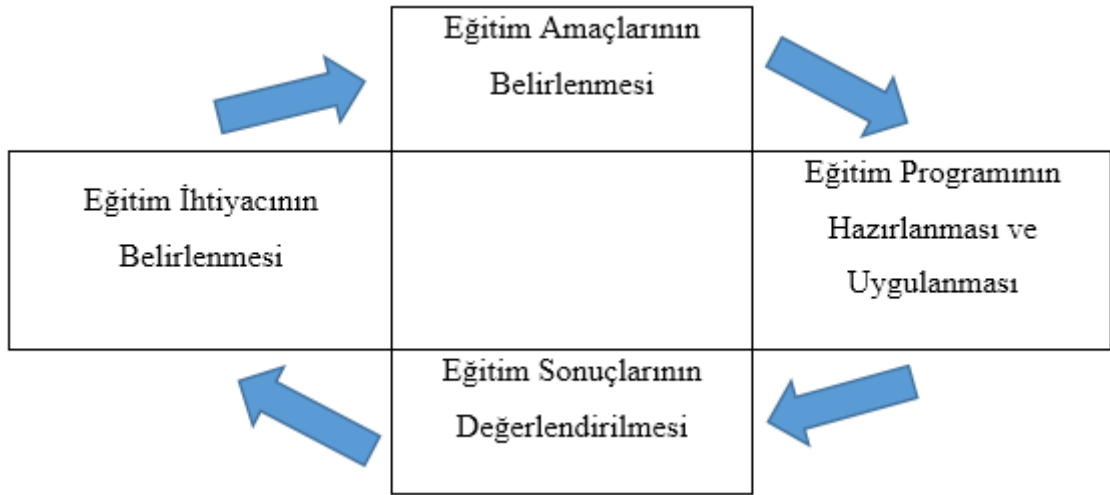 Eğitim Amaçlarının
Belirlenmesi
Eğitim İhtiyacının
Belirlenmesi
Eğitim Programının
Hazırlanması ve
Uygulanması
Eğitim Sonuçlarının
Değerlendirilmesi